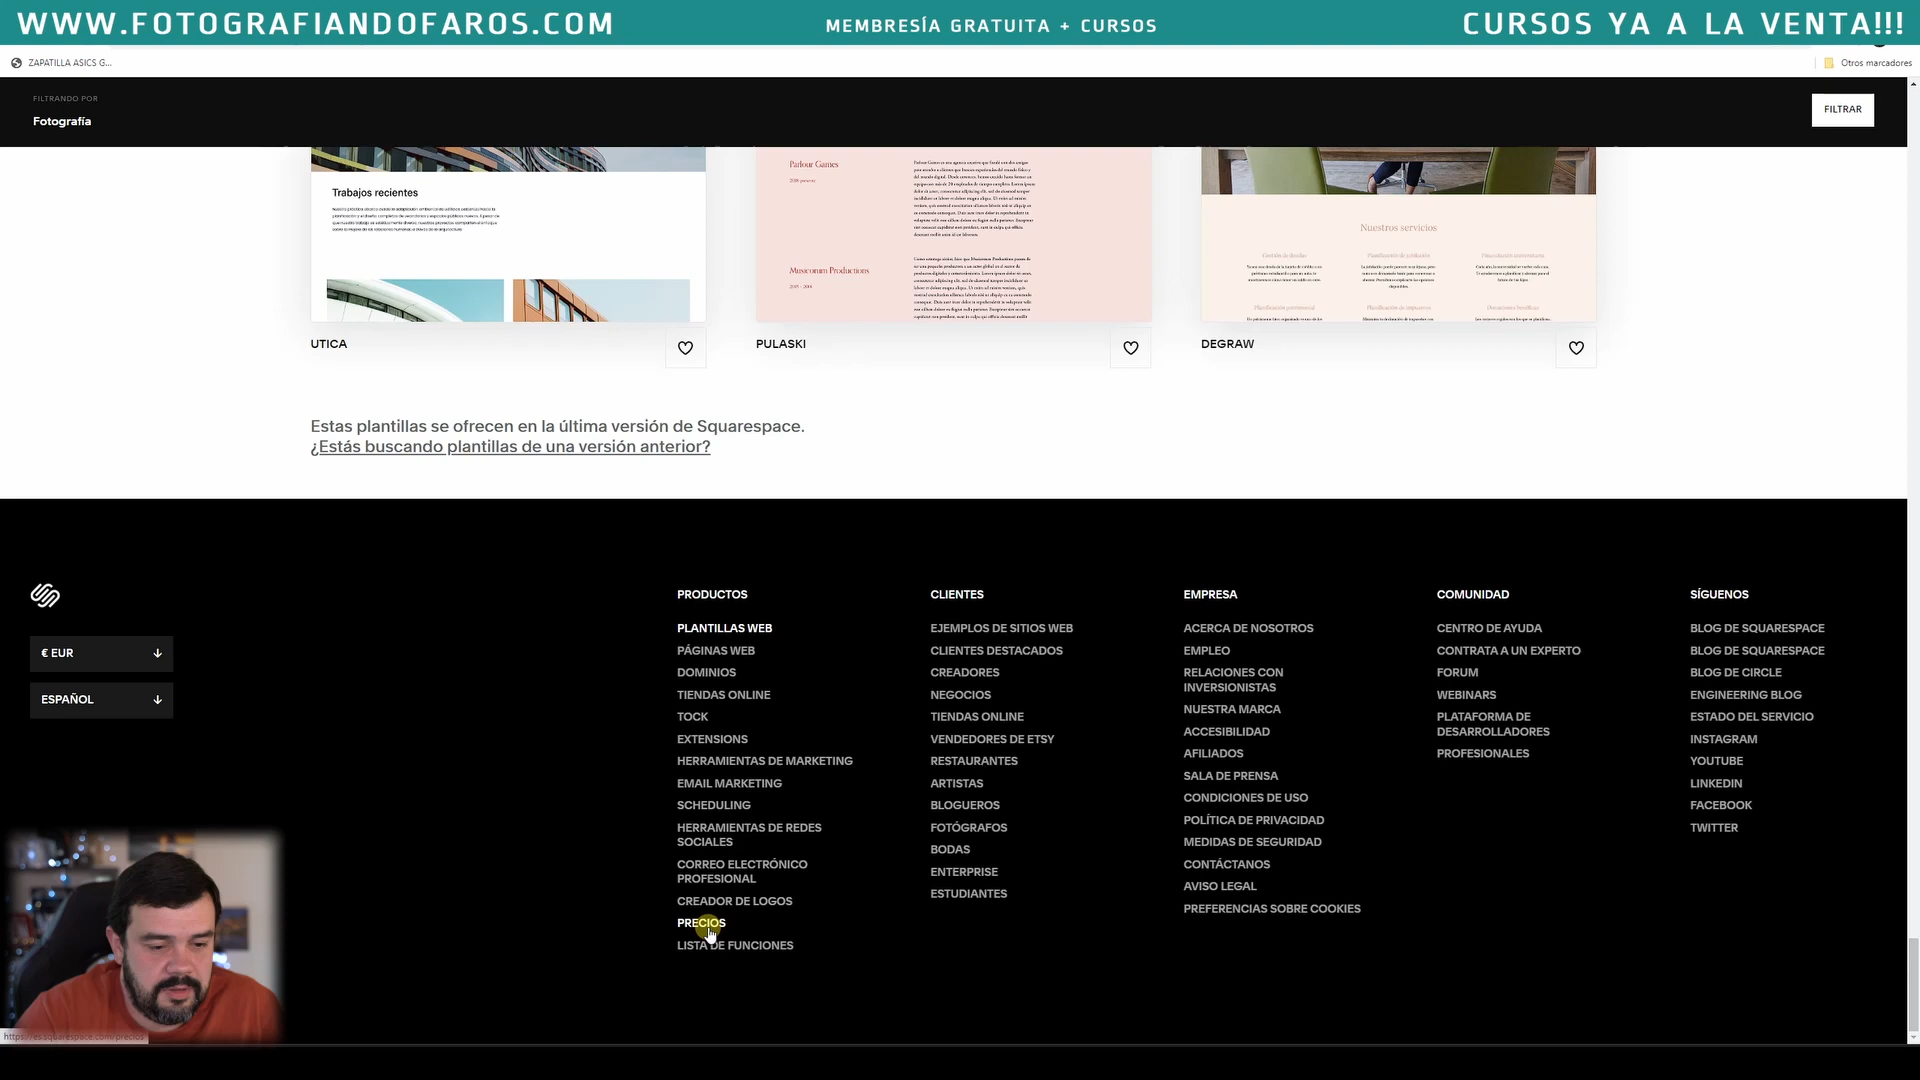 WWW.FOTOGRAFIANDOFAROS.COM
MEMBRESÍA GRATUITA + CURSOS
CURSOS YA A LA VENTA!!!
ZAPATILLA ASICS G...
Otros marcadores
FILTRANDO POR
Fotografía
FILTRAR
Trabajos recientes
Parlour Games
Musicorum Productions
Nuestros servicios
UTICA
PULASKI
DEGRAW
Estas plantillas se ofrecen en la última versión de Squarespace.
¿Estás buscando plantillas de una versión anterior?
€ EUR
ESPAÑOL
PRODUCTOS
PLANTILLAS WEB
PÁGINAS WEB
DOMINIOS
TIENDAS ONLINE
TOCK
EXTENSIONS
HERRAMIENTAS DE MARKETING
EMAIL MARKETING
SCHEDULING
HERRAMIENTAS DE REDES
SOCIALES
CORREO ELECTRÓNICO
PROFESIONAL
CREADOR DE LOGOS
PRECIOS
LISTA DE FUNCIONES
CLIENTES
EJEMPLOS DE SITIOS WEB
CLIENTES DESTACADOS
CREADORES
NEGOCIOS
TIENDAS ONLINE
VENDEDORES DE ETSY
RESTAURANTES
ARTISTAS
BLOGUEROS
FOTÓGRAFOS
BODAS
ENTERPRISE
ESTUDIANTES
EMPRESA
ACERCA DE NOSOTROS
EMPLEO
RELACIONES CON
INVERSIONISTAS
NUESTRA MARCA
ACCESIBILIDAD
AFILIADOS
SALA DE PRENSA
CONDICIONES DE USO
POLÍTICA DE PRIVACIDAD
MEDIDAS DE SEGURIDAD
CONTÁCTANOS
AVISO LEGAL
PREFERENCIAS SOBRE COOKIES
COMUNIDAD
CENTRO DE AYUDA
CONTRATA A UN EXPERTO
FORUM
WEBINARS
PLATAFORMA DE
DESARROLLADORES
PROFESIONALES
SÍGUENOS
BLOG DE SQUARESPACE
BLOG DE SQUARESPACE
BLOG DE CIRCLE
ENGINEERING BLOG
ESTADO DEL SERVICIO
INSTAGRAM
YOUTUBE
LINKEDIN
FACEBOOK
TWITTER
https://es.squarespace.com/precios